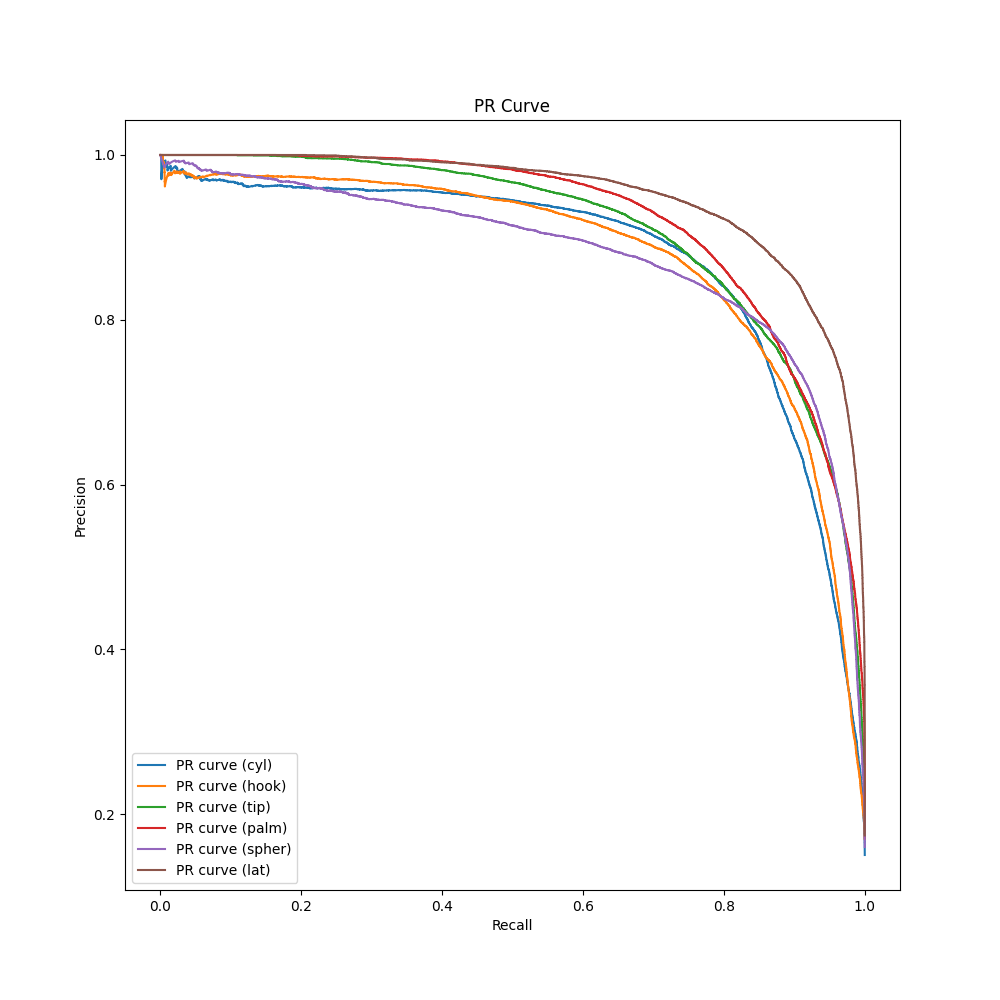 PR Curve
1.0
0.8
0.6
0.4
0.2
Precision
PR curve (cyl)
PR curve (hook)
PR curve (tip)
PR curve (palm)
PR curve (spher)
PR curve (lat)
0.0 0.2 0.4 0.6 0.8 1.0
Recall